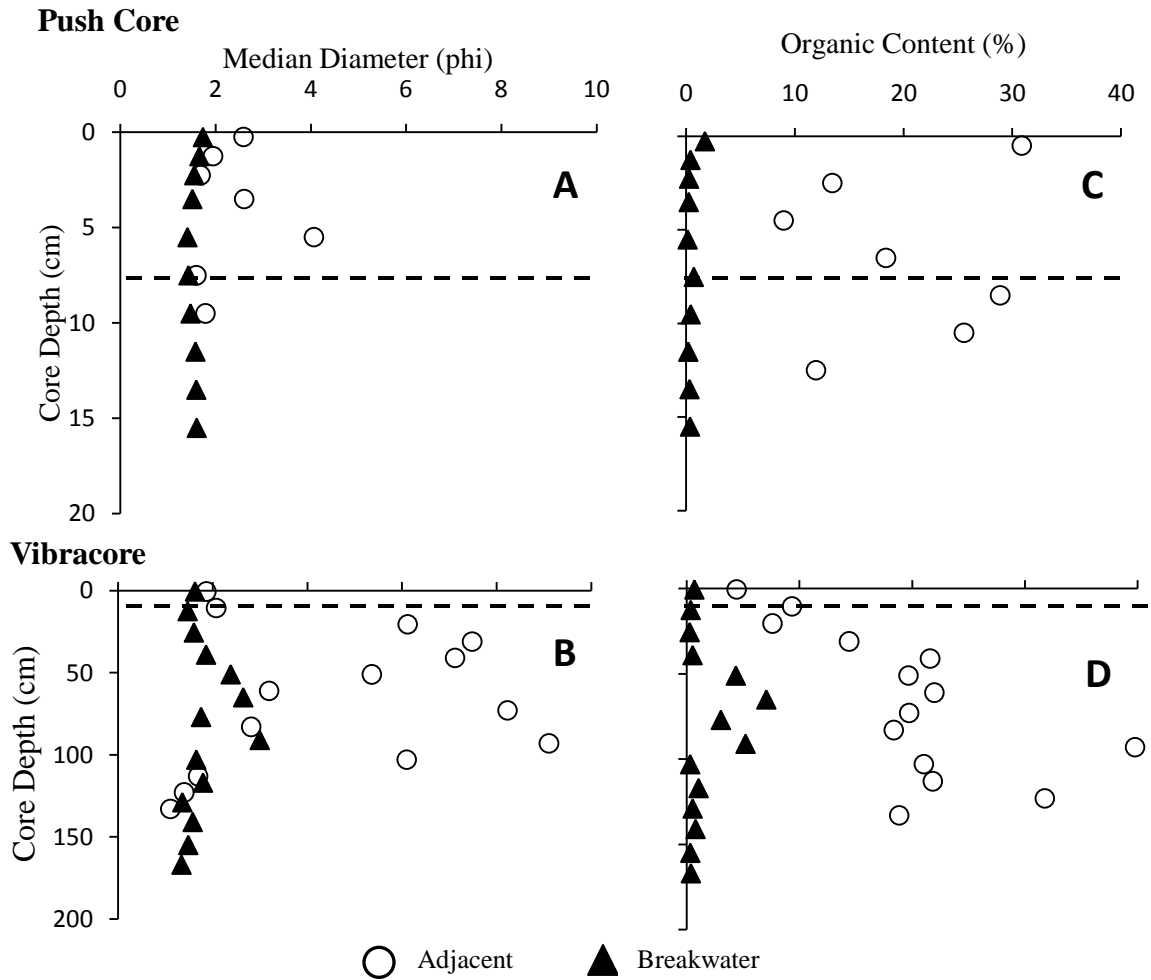 Push Core
Median Diameter (phi)
0 2 4 6 8 10
Organic Content (%)
0 10 20 30 40
Core Depth (cm)
0
5
10
15
20
A
C
Vibracore
Core Depth (cm)
0
50
100
150
200
B
D
Adjacent Breakwater